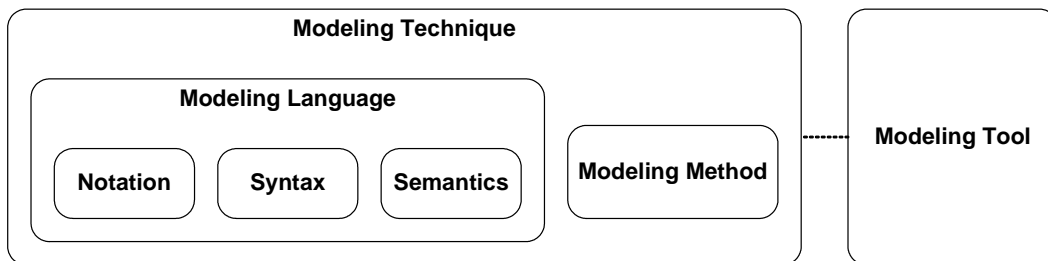 Modeling Technique
Modeling Language
Modeling Tool
Modeling Method
Notation
Syntax
Semantics